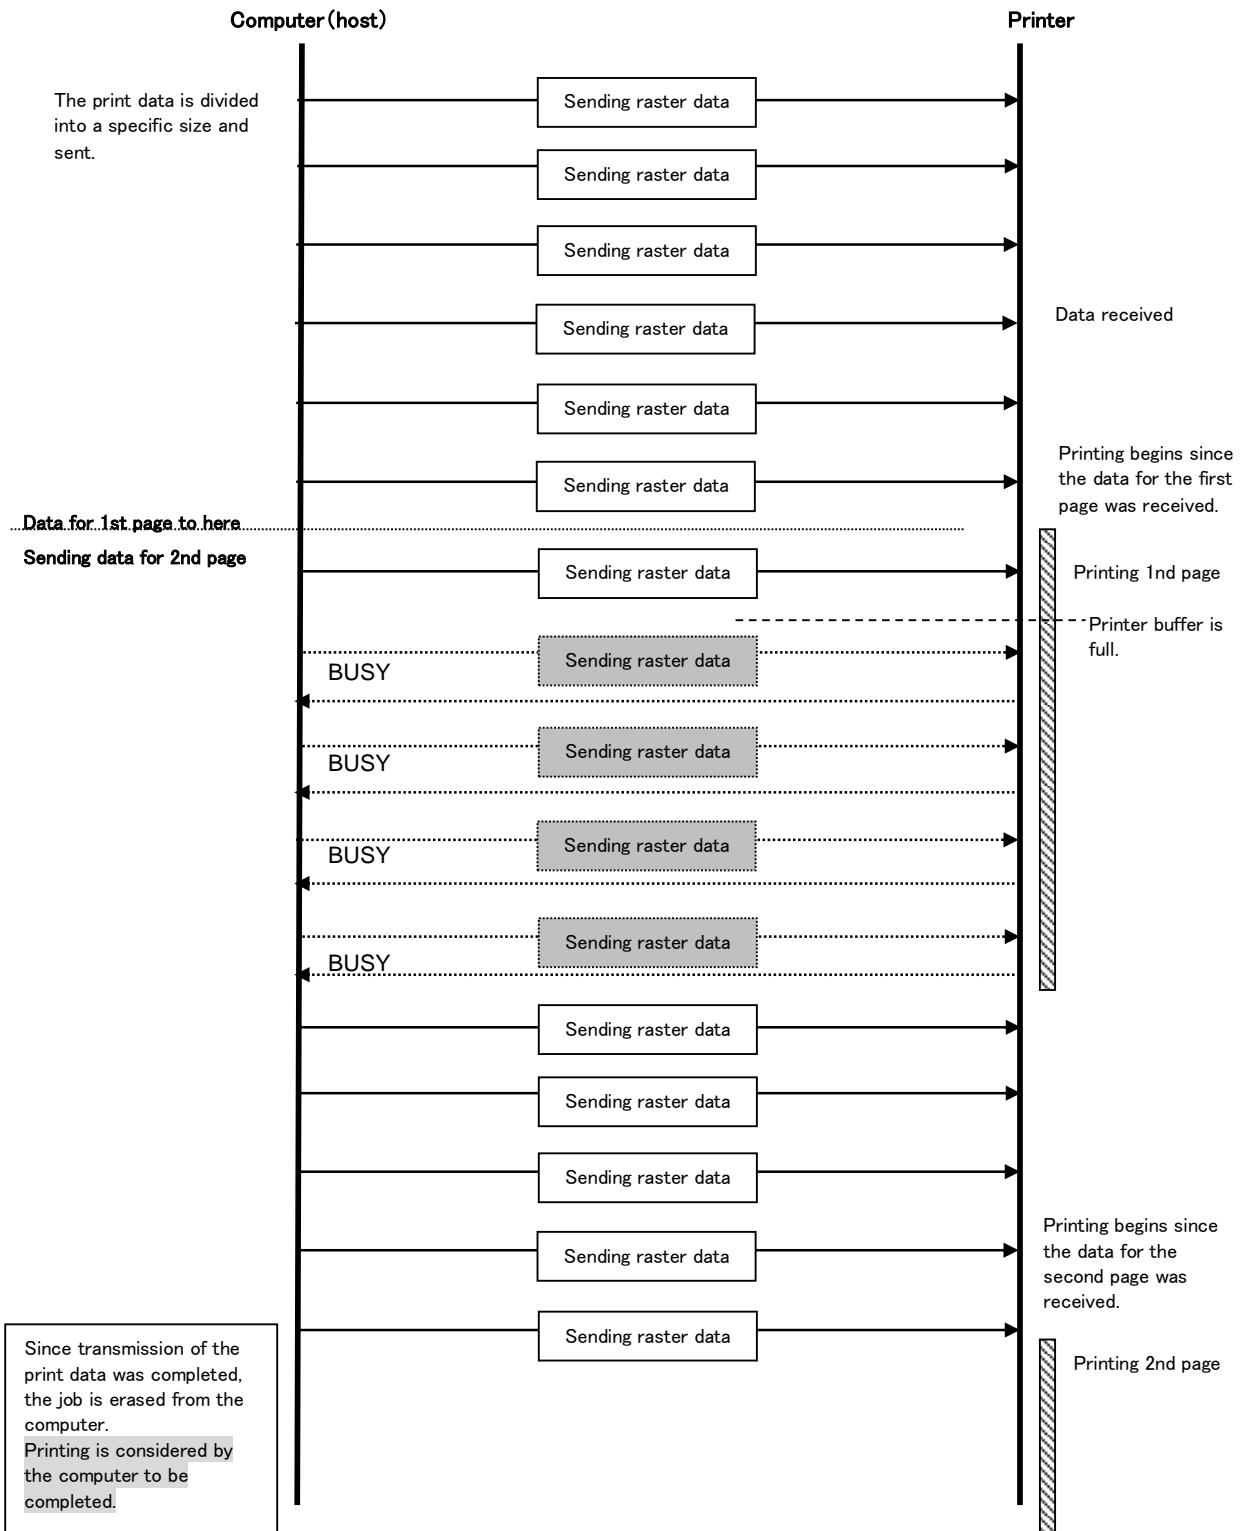 Computer(host)
Printer
The print data is divided
into a specific size and
sent.
Sending raster data
Sending raster data
Sending raster data
Sending raster data
Data received
Sending raster data
Sending raster data
Printing begins since
the data for the first
page was received.
Data for 1st page to here
Sending data for 2nd page
Sending raster data
Printing 1nd page
Printer buffer is
full.
Sending raster data
BUSY
Sending raster data
BUSY
Sending raster data
BUSY
Sending raster data
BUSY
Sending raster data
Sending raster data
Sending raster data
Sending raster data
Printing begins since
the data for the
second page was
received.
Sending raster data
Since transmission of the
print data was completed,
the job is erased from the
computer.
Printing is considered by
the computer to be
completed.
Printing 2nd page